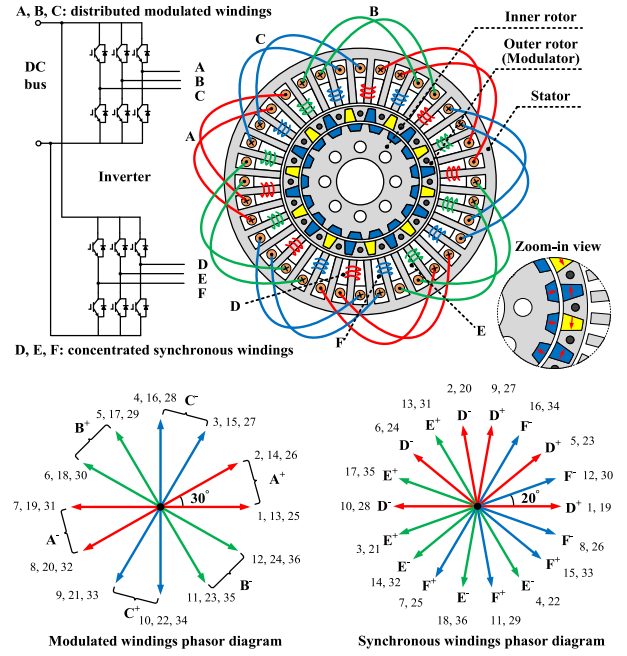 A, B, C: distributed modulated windings
B
Inner rotor
C
Outer rotor
(Modulator)
DC
bus
A
B
C
Stator
A
Inverter
Zoom-in view
D
E
F
D
E
F
D, E, F: concentrated synchronous windings
4, 16, 28
C-
5, 17, 29
3, 15, 27
B+
2, 14, 26
6, 18, 30
A+
30°
7, 19, 31
1, 13, 25
A-
12, 24, 36
8, 20, 32
B-
9, 21, 33
11, 23, 35
C+
10, 22, 34
Modulated windings phasor diagram
2, 20
9, 27
13, 31
D-
D+
16, 34
6, 24
E+
F-
5, 23
D-
D+
17, 35
E+
F-
12, 30
10, 28
D-
20°
D+
1, 19
E+
F-
3, 21
8, 26
E-
F+
14, 32
15, 33
F+
E-
7, 25
E-
F+
4, 22
18, 36
11, 29
Synchronous windings phasor diagram